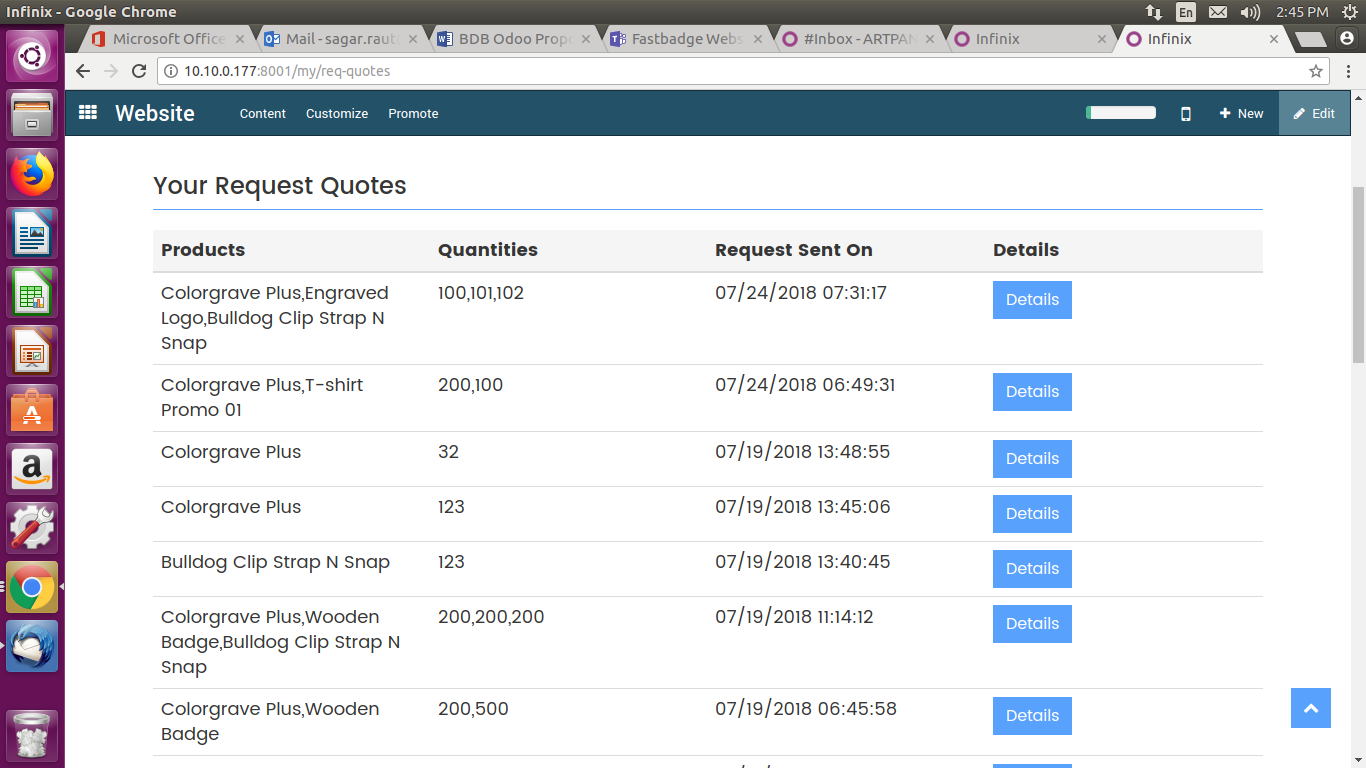 Infinix - Google Chrome
En
2:45 PM
Microsoft Office
Mail - sagar.raut(
BDB Odoo Propo
Fastbadge Webs
#Inbox - ARTPAN
Infinix
Infinix
10.10.0.177:8001/my/req-quotes
Website
Content
Customize
Promote
New
Edit
Your Request Quotes
Products Quantities Request Sent On Details
Colorgrave Plus,Engraved 100,101,102 07/24/2018 07:31:17 Details
Logo,Bulldog Clip Strap N
Snap
Colorgrave Plus,T-shirt 200,100 07/24/2018 06:49:31 Details
Promo 01
Colorgrave Plus 32 07/19/2018 13:48:55 Details
Colorgrave Plus 123 07/19/2018 13:45:06 Details
Bulldog Clip Strap N Snap 123 07/19/2018 13:40:45 Details
Colorgrave Plus,Wooden 200,200,200 07/19/2018 11:14:12 Details
Badge,Bulldog Clip Strap N
Snap
Colorgrave Plus,Wooden 200,500 07/19/2018 06:45:58 Details
Badge